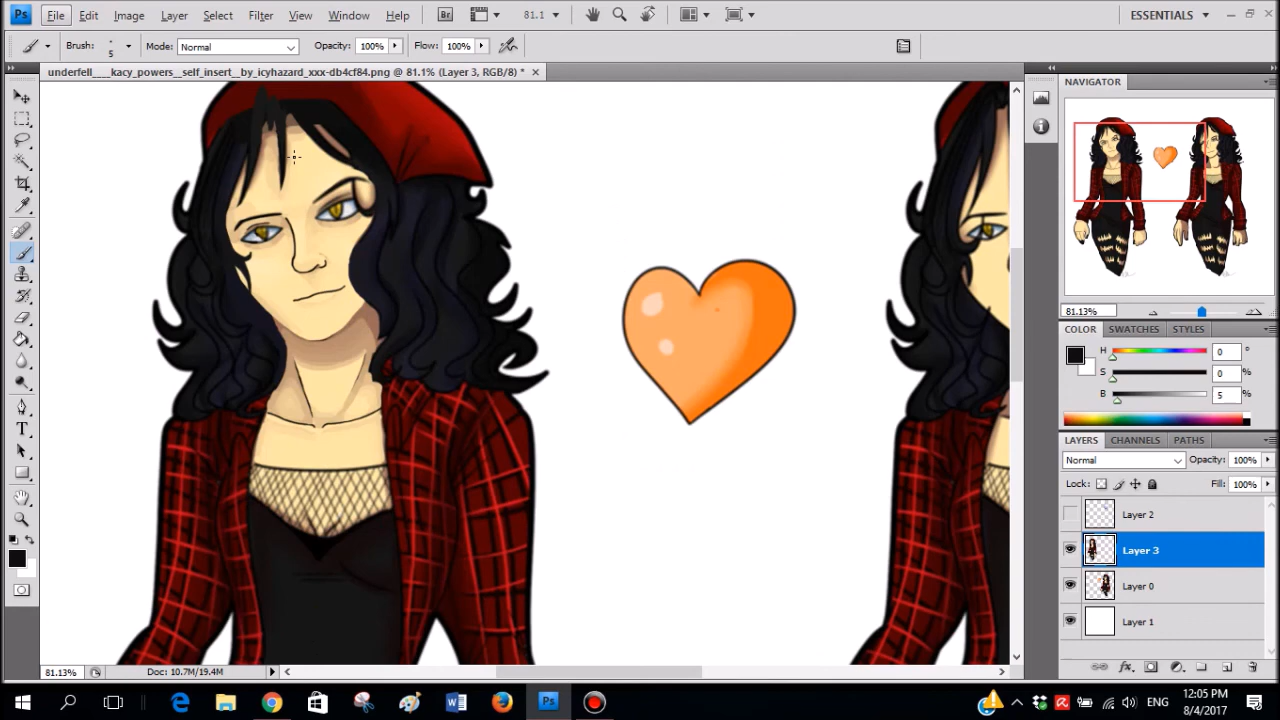 Ps File Edit Image Layer Select Filter View Window Help Br 81.1 ESSENTIALS
Brush: 5 Mode: Normal Opacity: 100% Flow: 100%
underfell____kacy_powers__self_insert__by_icyhazard_xxx-db4cf84.png @ 81.1% (Layer 3, RGB/8) *
NAVIGATOR
81.13%
COLOR SWATCHES STYLES
H 0 °
S 0 %
B 5 %
LAYERS CHANNELS PATHS
Normal Opacity: 100%
Lock: Fill: 100%
Layer 2
Layer 3
Layer 0
Layer 1
81.13% Doc: 10.7M/19.4M
ENG 12:05 PM
8/4/2017